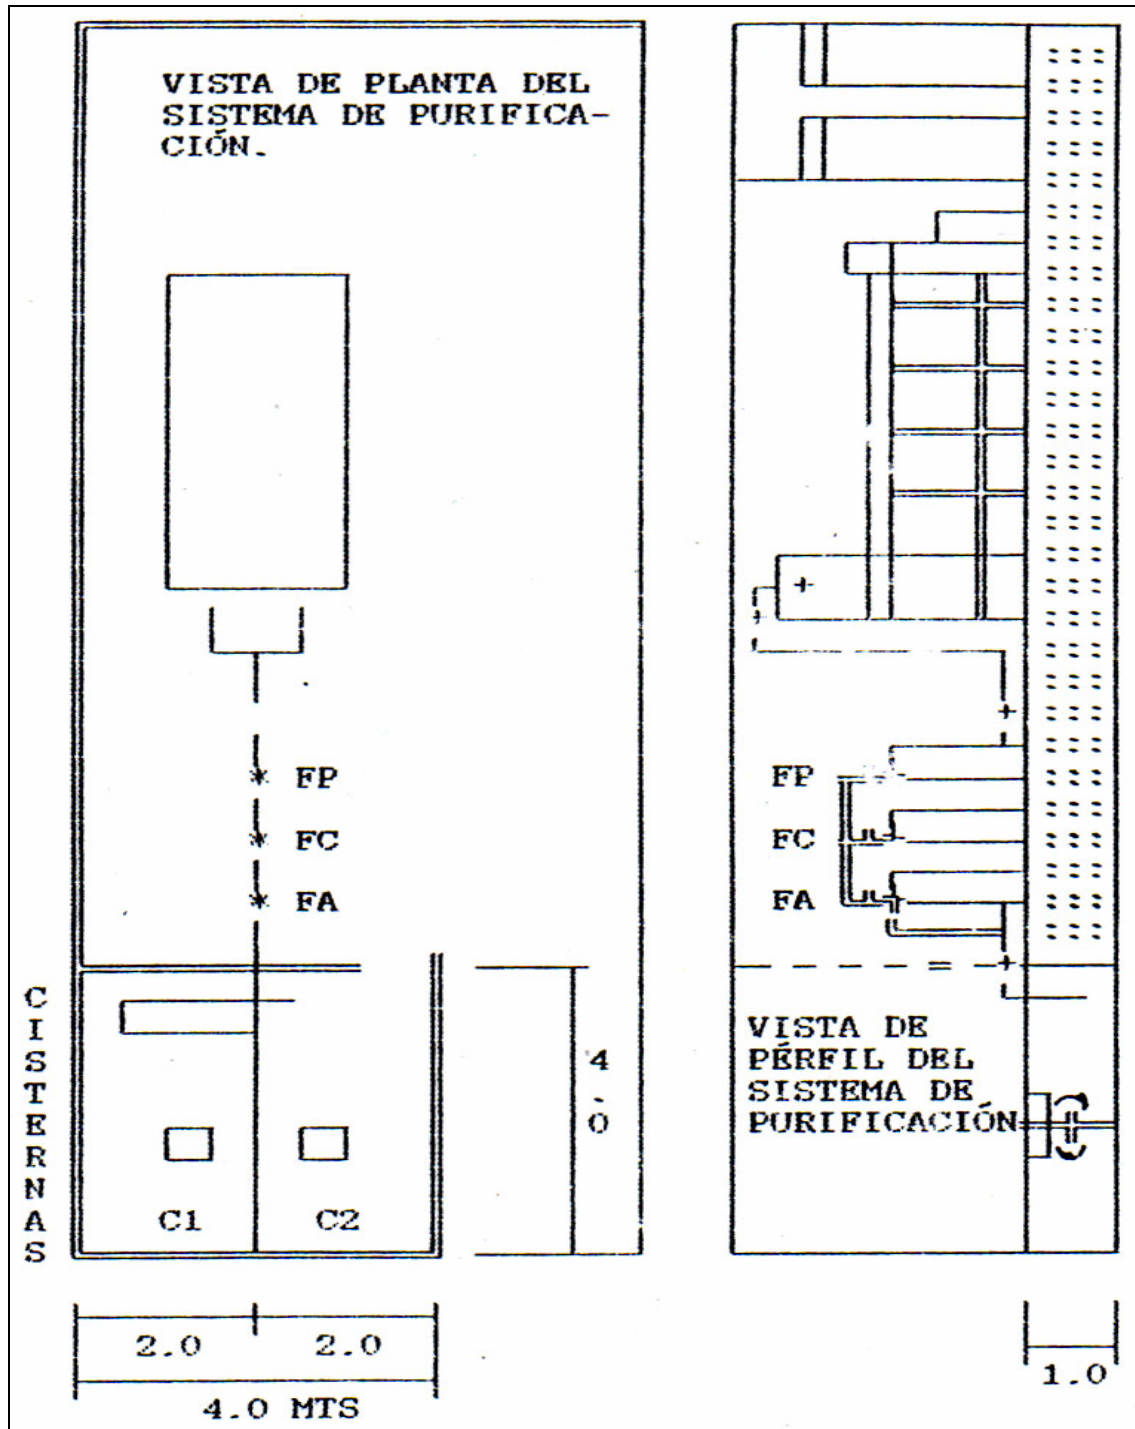 VISTA DE PLANTA DEL
SISTEMA DE PURIFICA-
CIÓN.
FP
FC
FA
CISTERNAS
C1
C2
4.0
2.0
2.0
4.0 MTS
FP
FC
FA
VISTA DE
PÉRFIL DEL
SISTEMA DE
PURIFICACIÓN
1.0